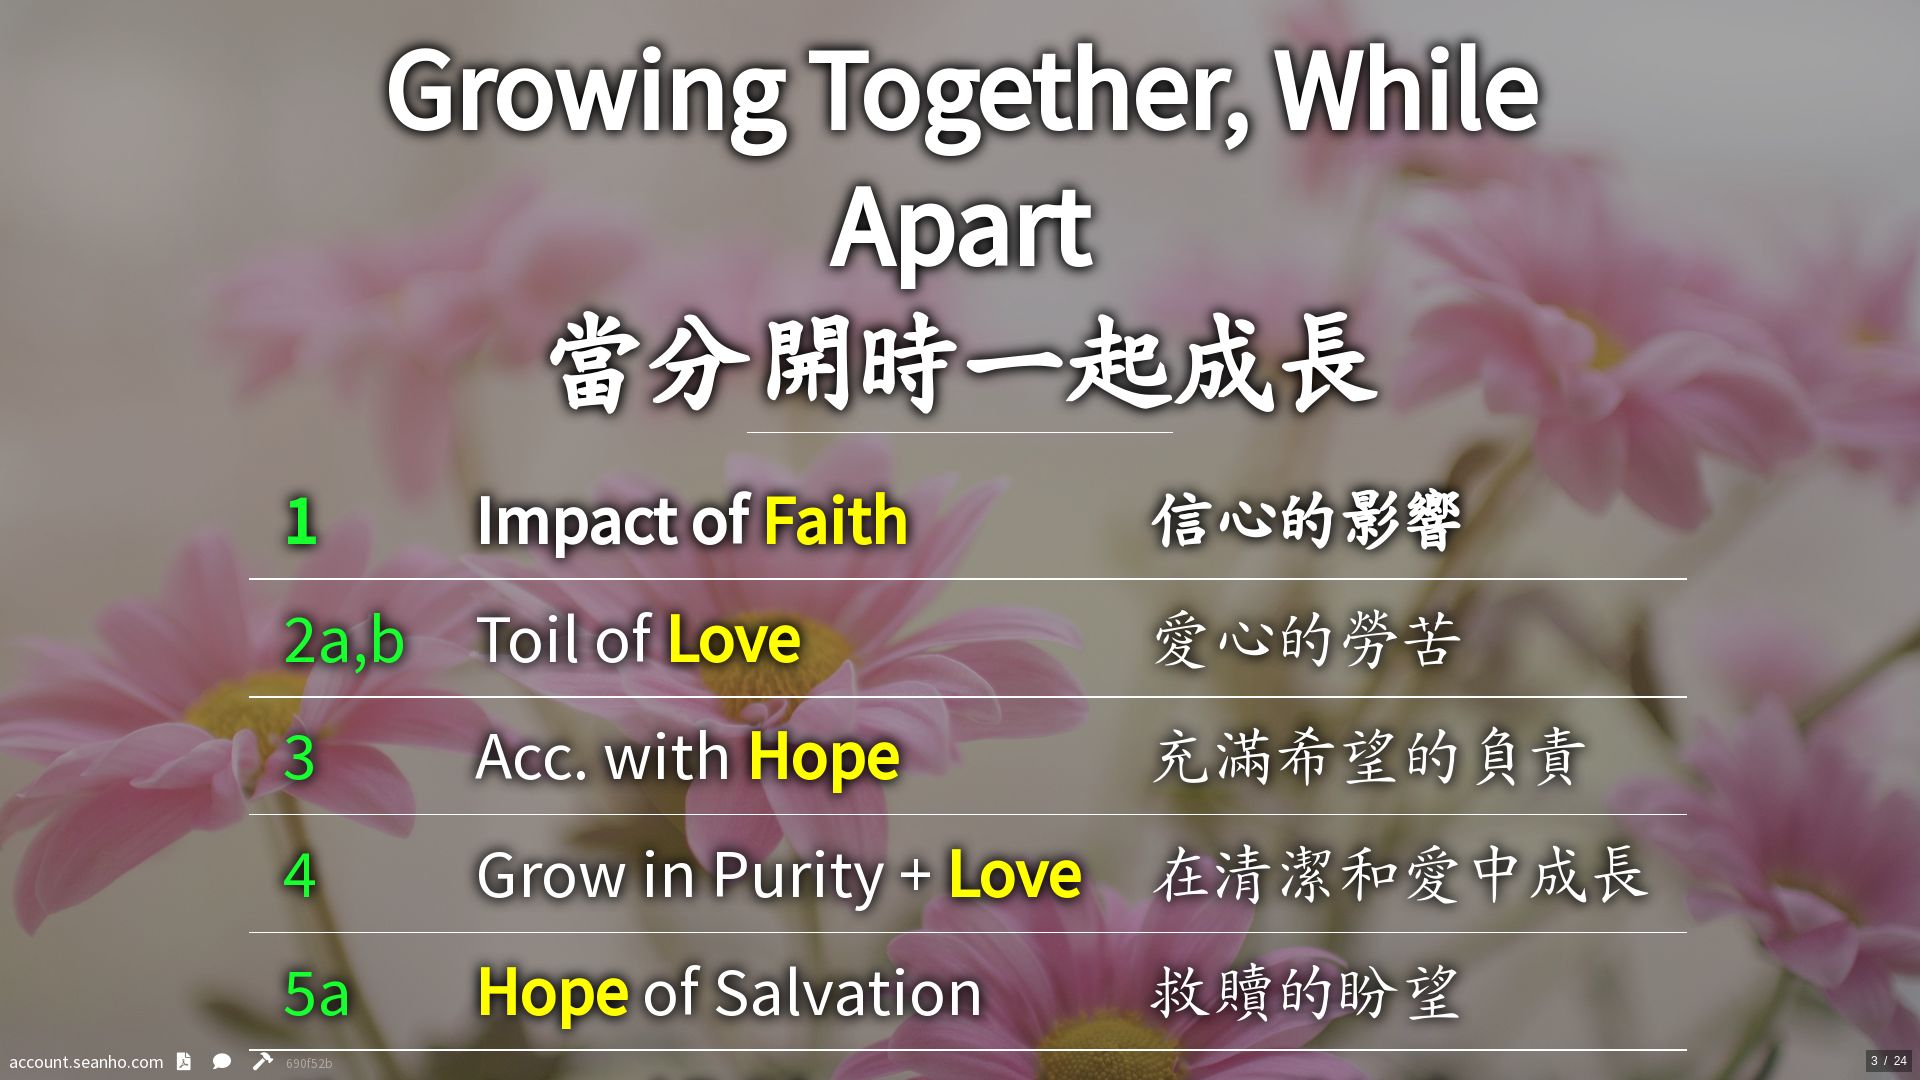 Growing Together, While
Apart
當分開時一起成長
1 Impact of Faith 信心的影響
2a,b Toil of Love 愛心的勞苦
3 Acc. with Hope 充滿希望的負責
4 Grow in Purity + Love 在清潔和愛中成長
5a Hope of Salvation 救贖的盼望
account.seanho.com 690f52b
3 / 24